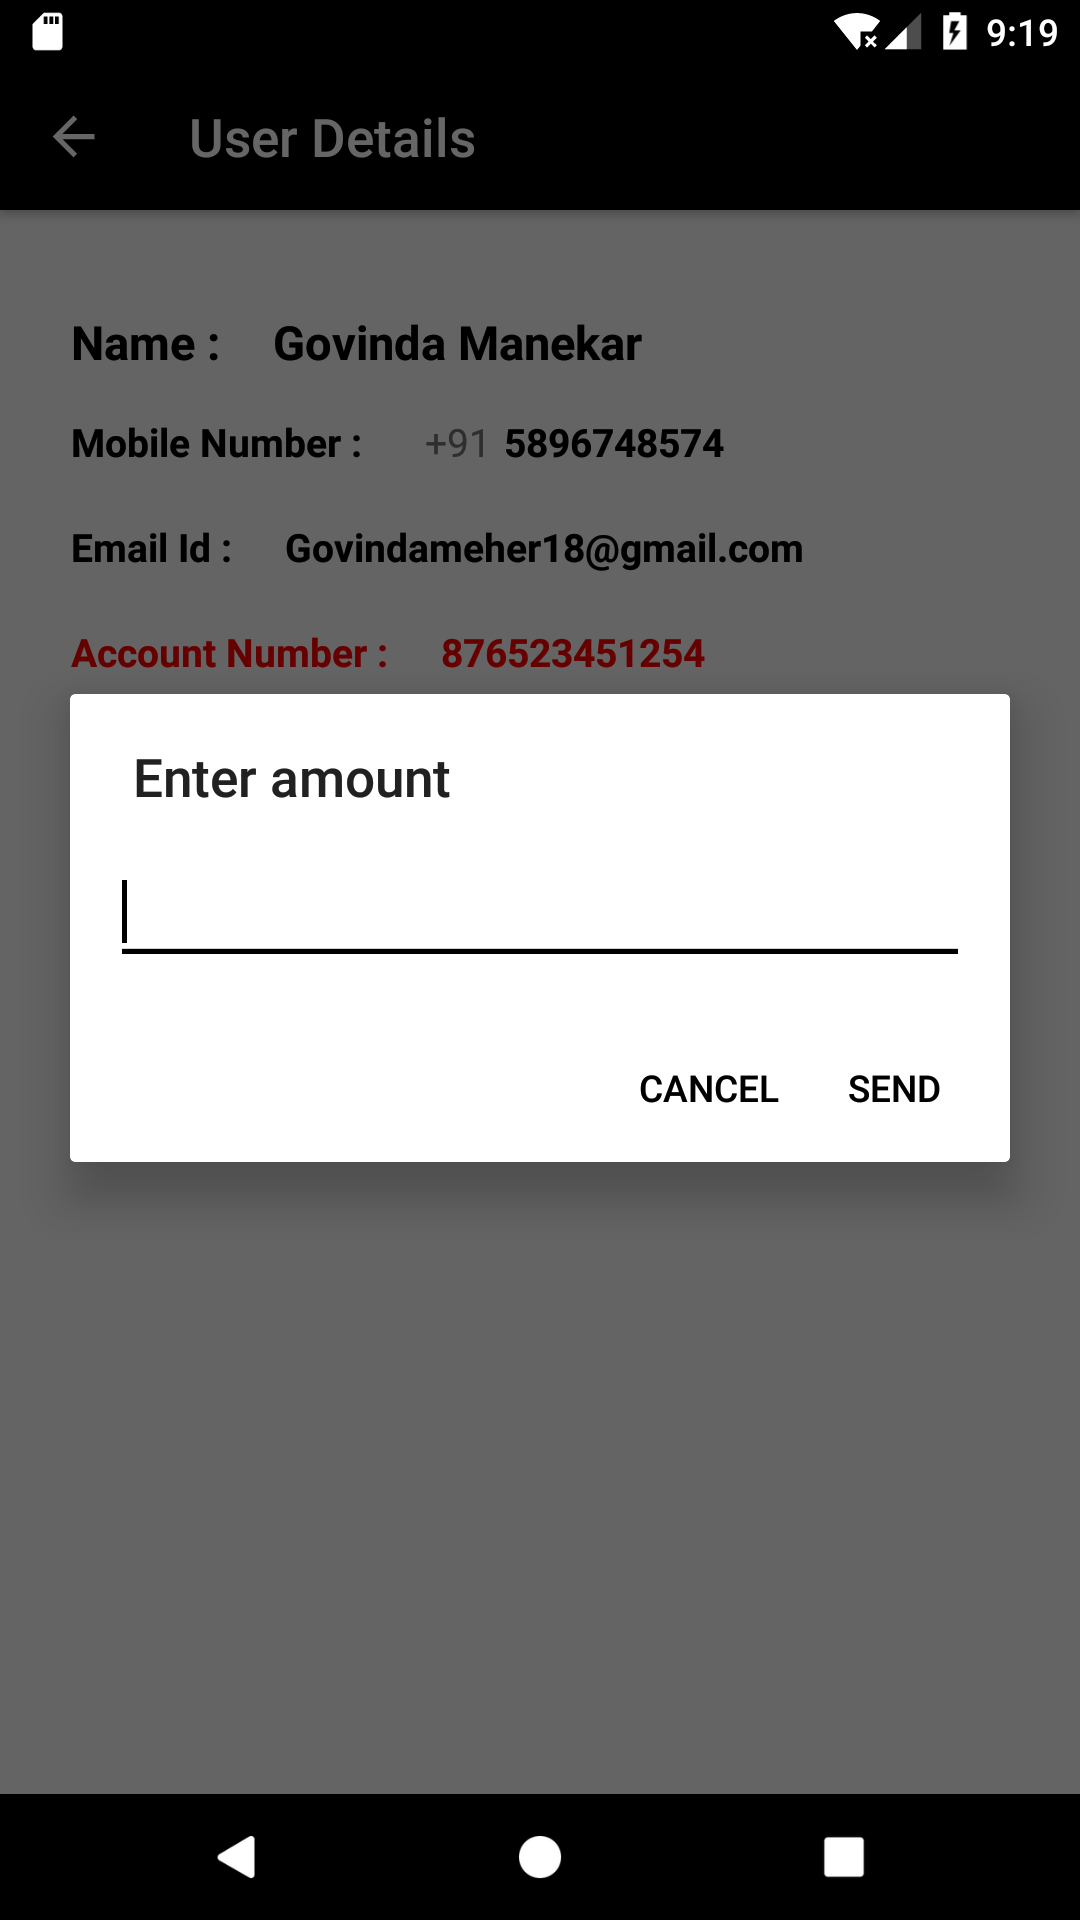 9:19
User Details
Name : Govinda Manekar
Mobile Number : +91 5896748574
Email Id : Govindameher18@gmail.com
Account Number : 876523451254
Enter amount
CANCEL SEND